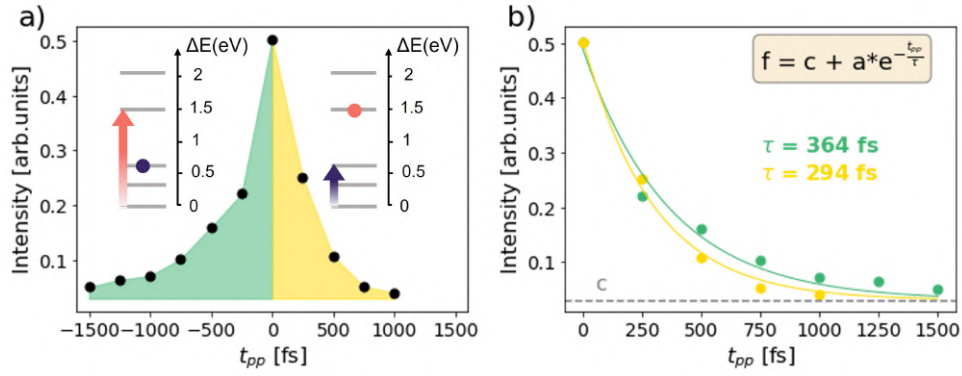 a)
Intensity [arb.units]
0.5
0.4
0.3
0.2
0.1
ΔE(eV)
2
1.5
1
0.5
0
ΔE(eV)
2
1.5
1
0.5
0
−1500 −1000 −500 0 500 1000 1500
t_pp [fs]
b)
Intensity [arb.units]
0.5
0.4
0.3
0.2
0.1
f = c + a*e^{-\frac{t_{pp}}{τ}}
τ = 364 fs
τ = 294 fs
c
0 250 500 750 1000 1250 1500
t_pp [fs]